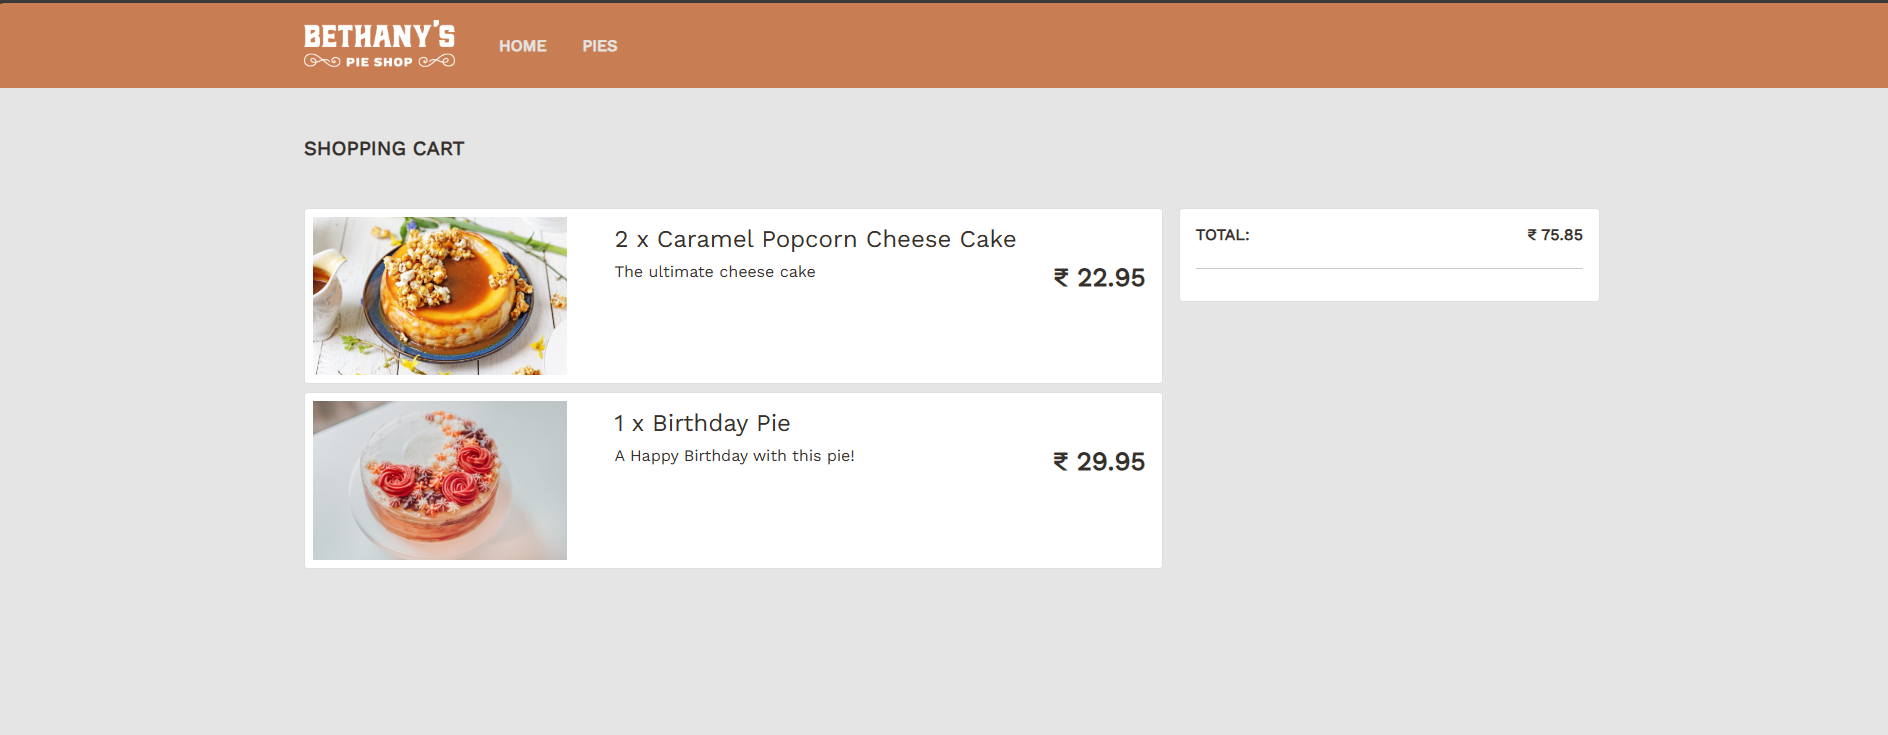 BETHANY'S
PIE SHOP
HOME
PIES
SHOPPING CART
2 x Caramel Popcorn Cheese Cake
The ultimate cheese cake
₹ 22.95
1 x Birthday Pie
A Happy Birthday with this pie!
₹ 29.95
TOTAL:
₹ 75.85